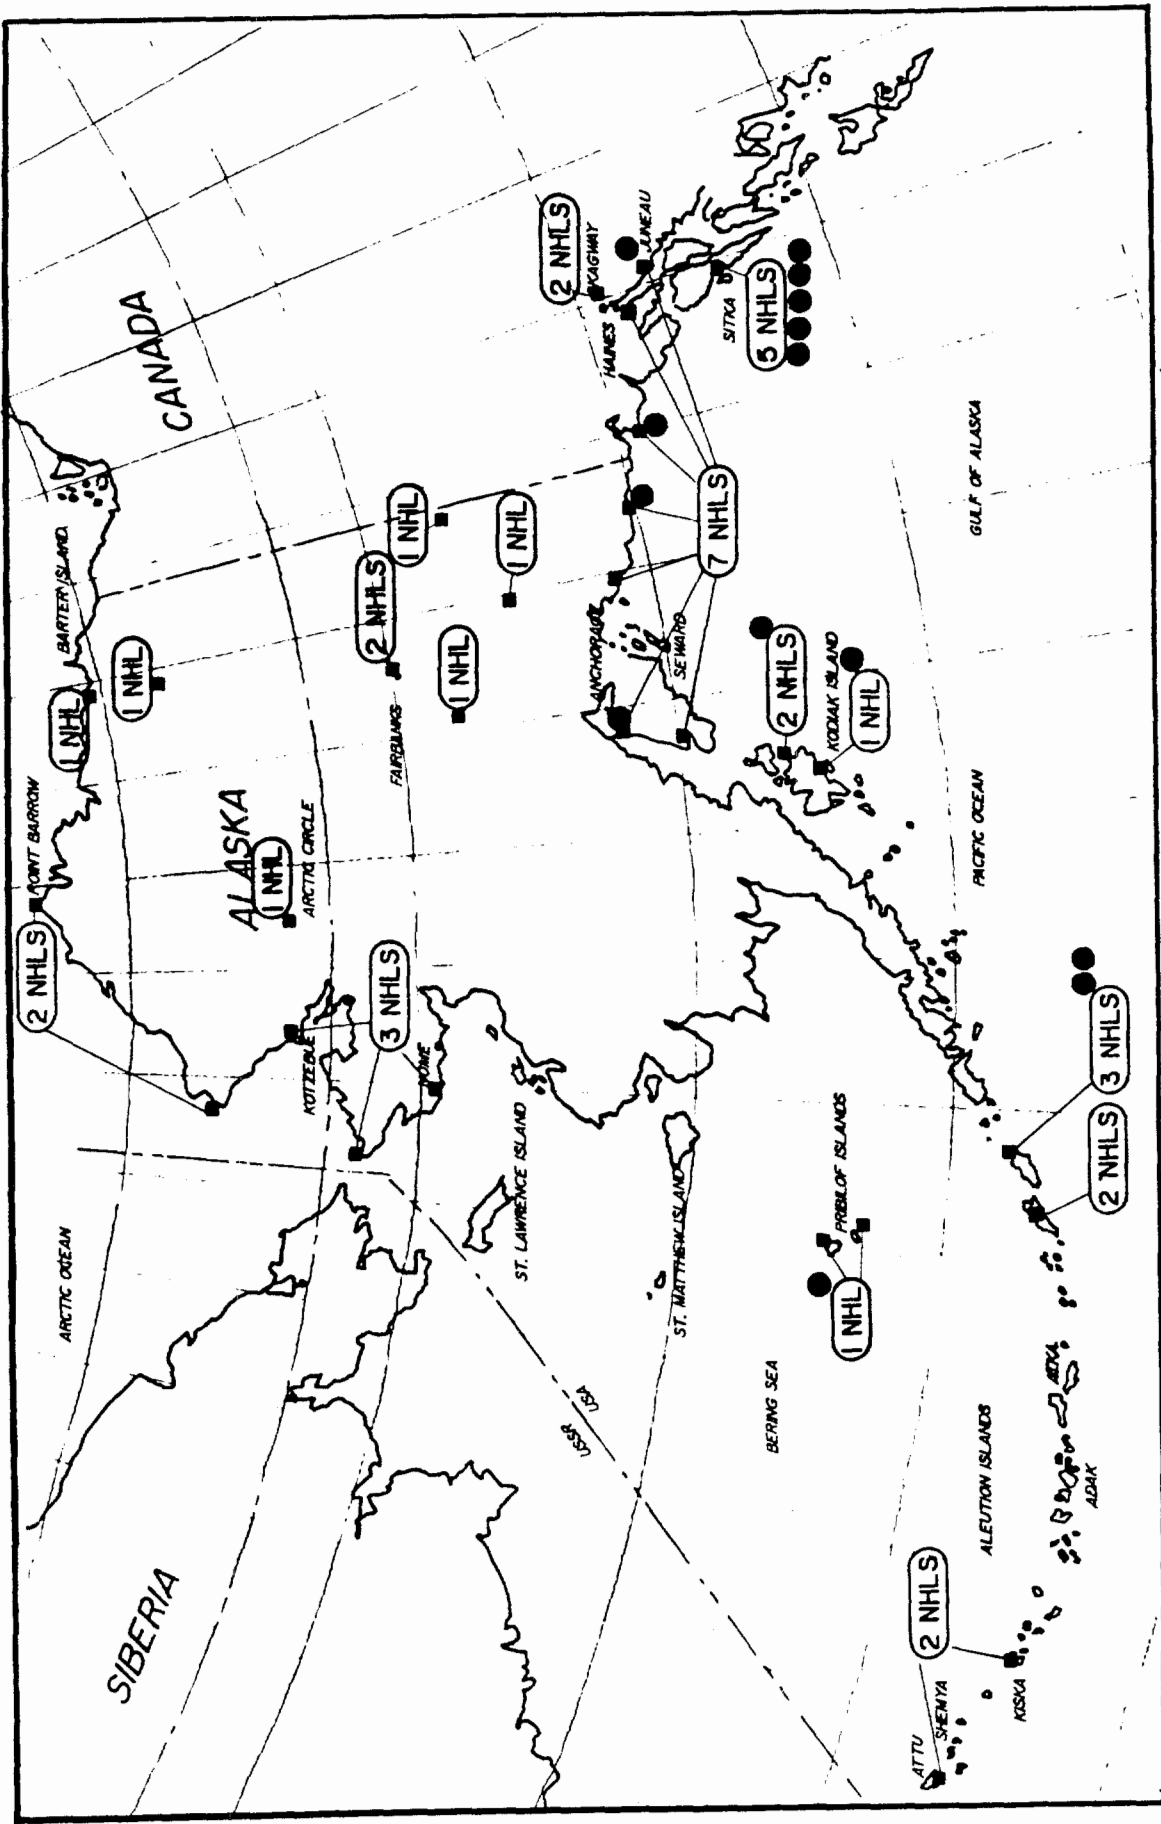 SIBERIA
ARCTIC OCEAN
2 NHLS
POINT BARROW
1 NHL
BARTER ISLAND
1 NHL
CANADA
ALASKA
1 NHL
ARCTIC CIRCLE
KOTZEBUE
3 NHLS
NOME
FAIRBANKS
2 NHLS
1 NHL
1 NHL
1 NHL
2 NHLS
SKAGWAY
HAINES
JUNEAU
SITKA
5 NHLS
ST. LAWRENCE ISLAND
USSR
USA
ST. MATTHEW ISLAND
ANCHORAGE
SEWARD
7 NHLS
2 NHLS
KODIAK ISLAND
1 NHL
GULF OF ALASKA
BERING SEA
PRIBILOF ISLANDS
1 NHL
PACIFIC OCEAN
2 NHLS
ATTU
SHEMYA
KISKA
ALEUTION ISLANDS
ADAK
ATKA
2 NHLS
3 NHLS